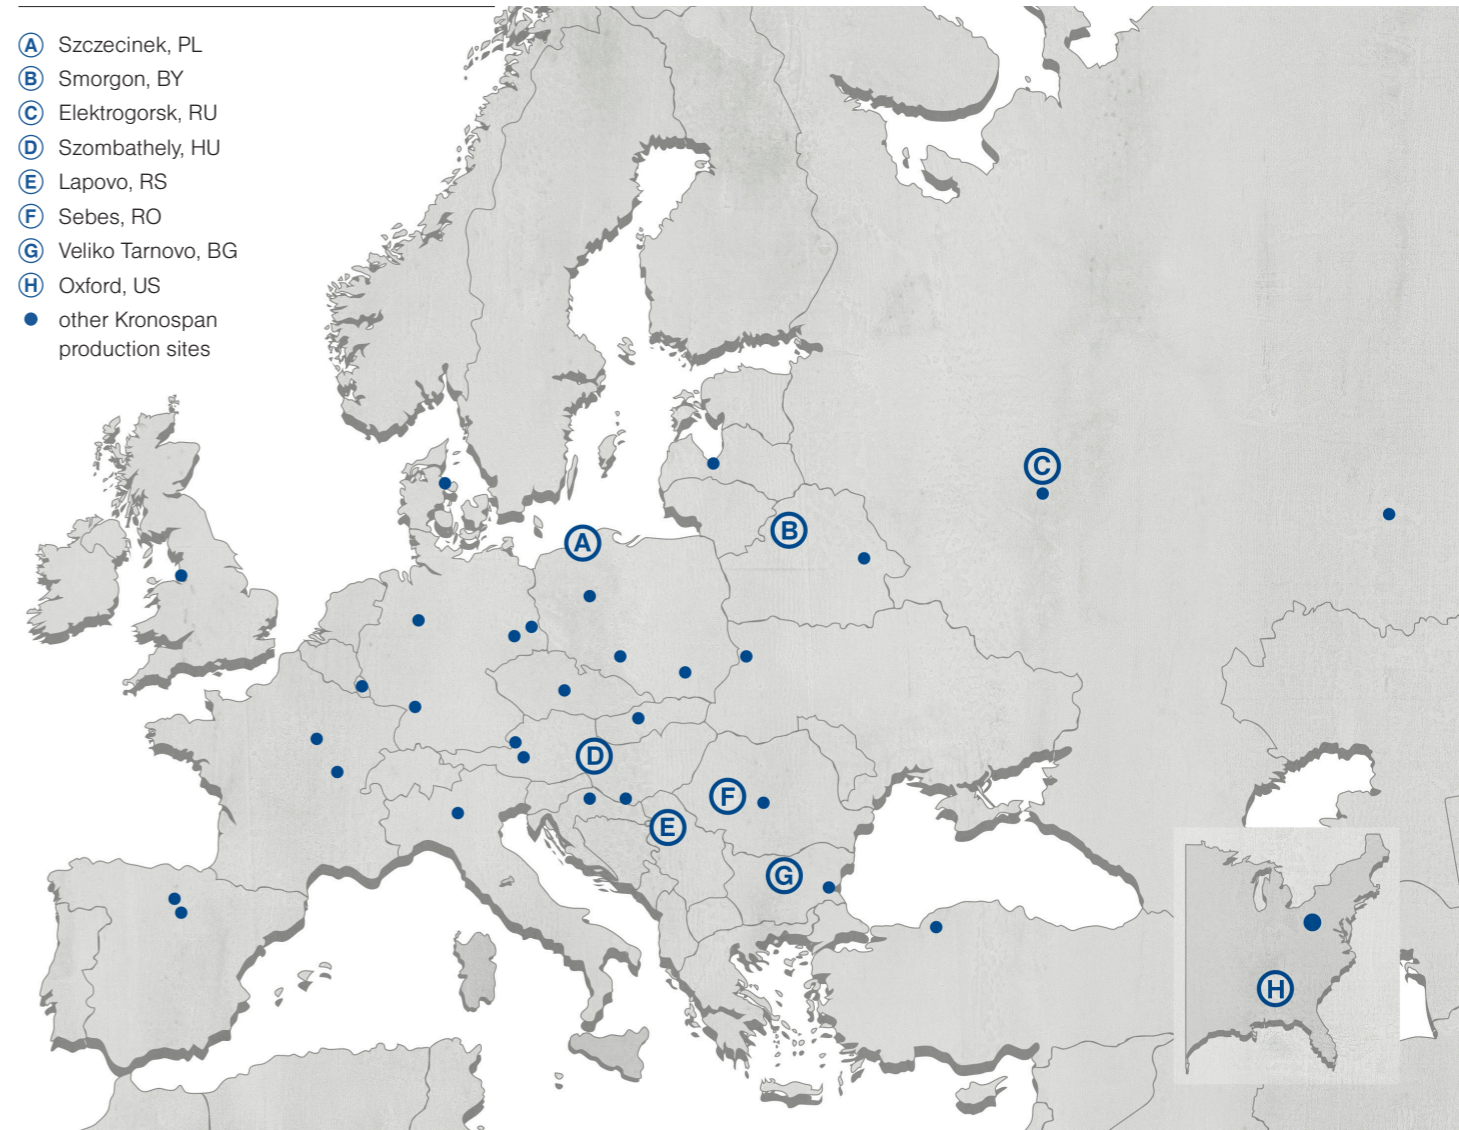 A Szczecinek, PL
B Smorgon, BY
C Elektrogorsk, RU
D Szombathely, HU
E Lapovo, RS
F Sebes, RO
G Veliko Tarnovo, BG
H Oxford, US
other Kronospan
production sites
C
B
A
D
F
E
G
H